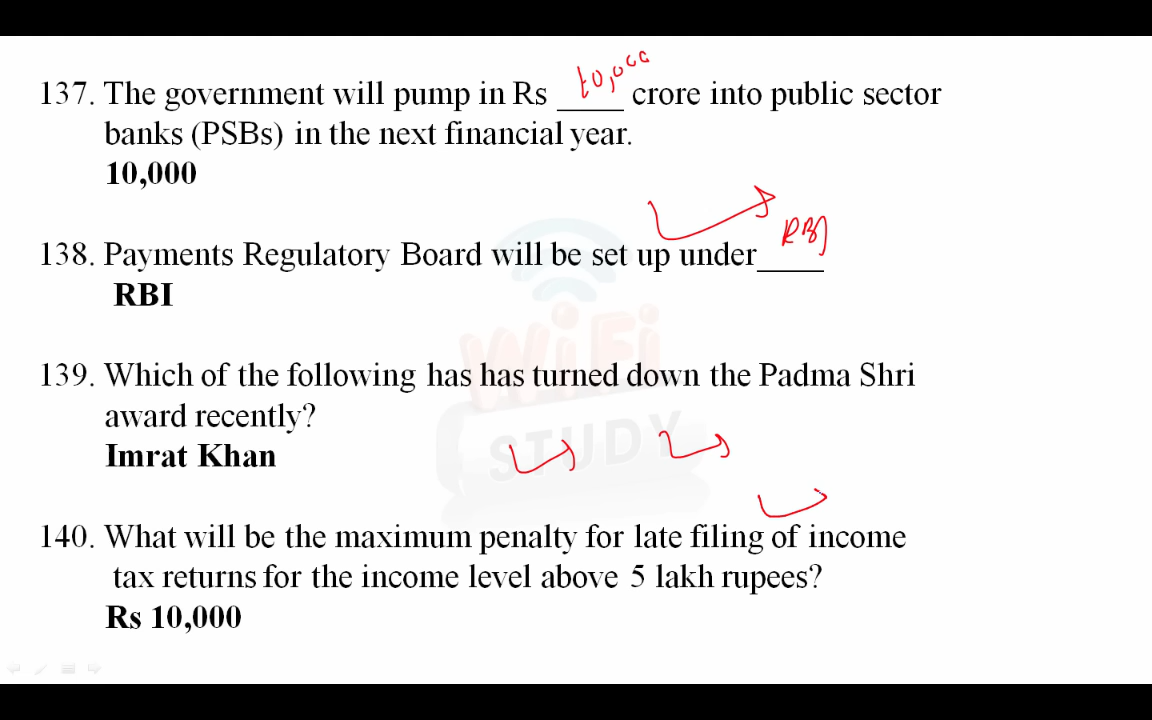 10,000
137. The government will pump in Rs ____ crore into public sector
banks (PSBs) in the next financial year.
10,000
RBI
138. Payments Regulatory Board will be set up under____
RBI
WiFi
139. Which of the following has has turned down the Padma Shri
award recently?
STUDY
Imrat Khan
140. What will be the maximum penalty for late filing of income
tax returns for the income level above 5 lakh rupees?
Rs 10,000